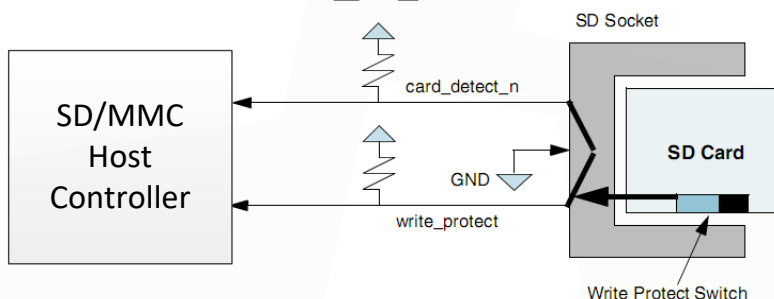 SD Socket
card_detect_n
SD/MMC
Host
Controller
SD Card
GND
write_protect
Write Protect Switch